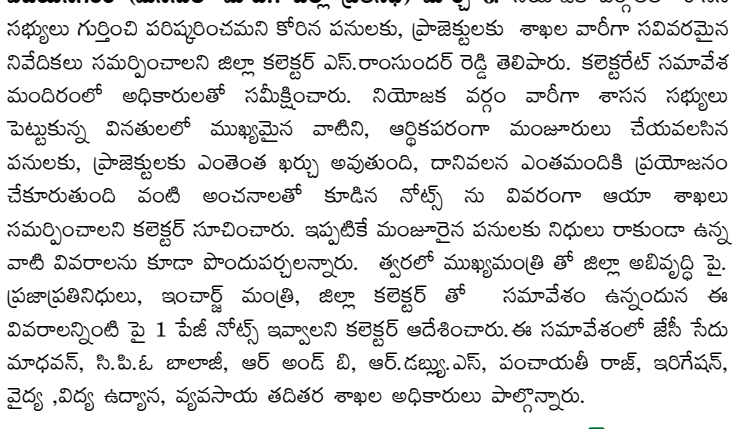 సభ్యులు గుర్తించి పరిష్కరించమని కోరిన పనులకు, ప్రాజెక్టులకు శాఖల వారీగా సవివరమైన
నివేదికలు సమర్పించాలని జిల్లా కలెక్టర్ ఎస్.రాంసుందర్ రెడ్డి తెలిపారు. కలెక్టరేట్ సమావేశ
మందిరంలో అధికారులతో సమీక్షించారు. నియోజక వర్గం వారీగా శాసన సభ్యులు
పెట్టుకున్న వినతులలో ముఖ్యమైన వాటిని, ఆర్థికపరంగా మంజూరులు చేయవలసిన
పనులకు, ప్రాజెక్టులకు ఎంతెంత ఖర్చు అవుతుంది, దానివలన ఎంతమందికి ప్రయోజనం
చేకూరుతుంది వంటి అంచనాలతో కూడిన నోట్స్ ను వివరంగా ఆయా శాఖలు
సమర్పించాలని కలెక్టర్ సూచించారు. ఇప్పటికే మంజూరైన పనులకు నిధులు రాకుండా ఉన్న
వాటి వివరాలను కూడా పొందుపర్చలన్నారు. త్వరలో ముఖ్యమంత్రి తో జిల్లా అబివృద్ధి పై.
ప్రజాప్రతినిధులు, ఇంచార్జ్ మంత్రి, జిల్లా కలెక్టర్ తో సమావేశం ఉన్నందున ఈ
వివరాలన్నింటి పై 1 పేజీ నోట్స్ ఇవ్వాలని కలెక్టర్ ఆదేశించారు.ఈ సమావేశంలో జేసీ సేదు
మాధవన్, సి.పి.ఓ బాలాజీ, ఆర్ అండ్ బి, ఆర్.డబ్ల్యు.ఎస్, పంచాయతీ రాజ్, ఇరిగేషన్,
వైద్య ,విద్య ఉద్యాన, వ్యవసాయ తదితర శాఖల అధికారులు పాల్గొన్నారు.